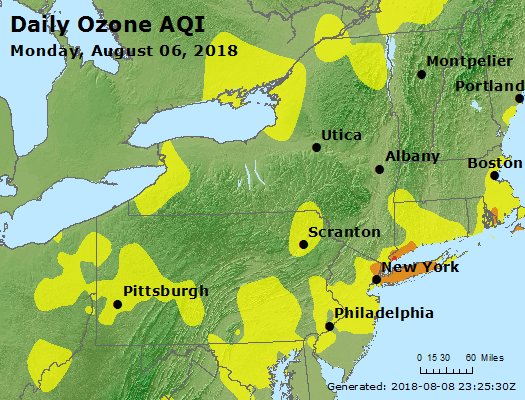 Daily Ozone AQI
Monday, August 06, 2018
Montpelier
Portland
Utica
Albany
Boston
Scranton
New York
Pittsburgh
Philadelphia
0 15 30 60 Miles
Generated: 2018-08-08 23:25:30Z